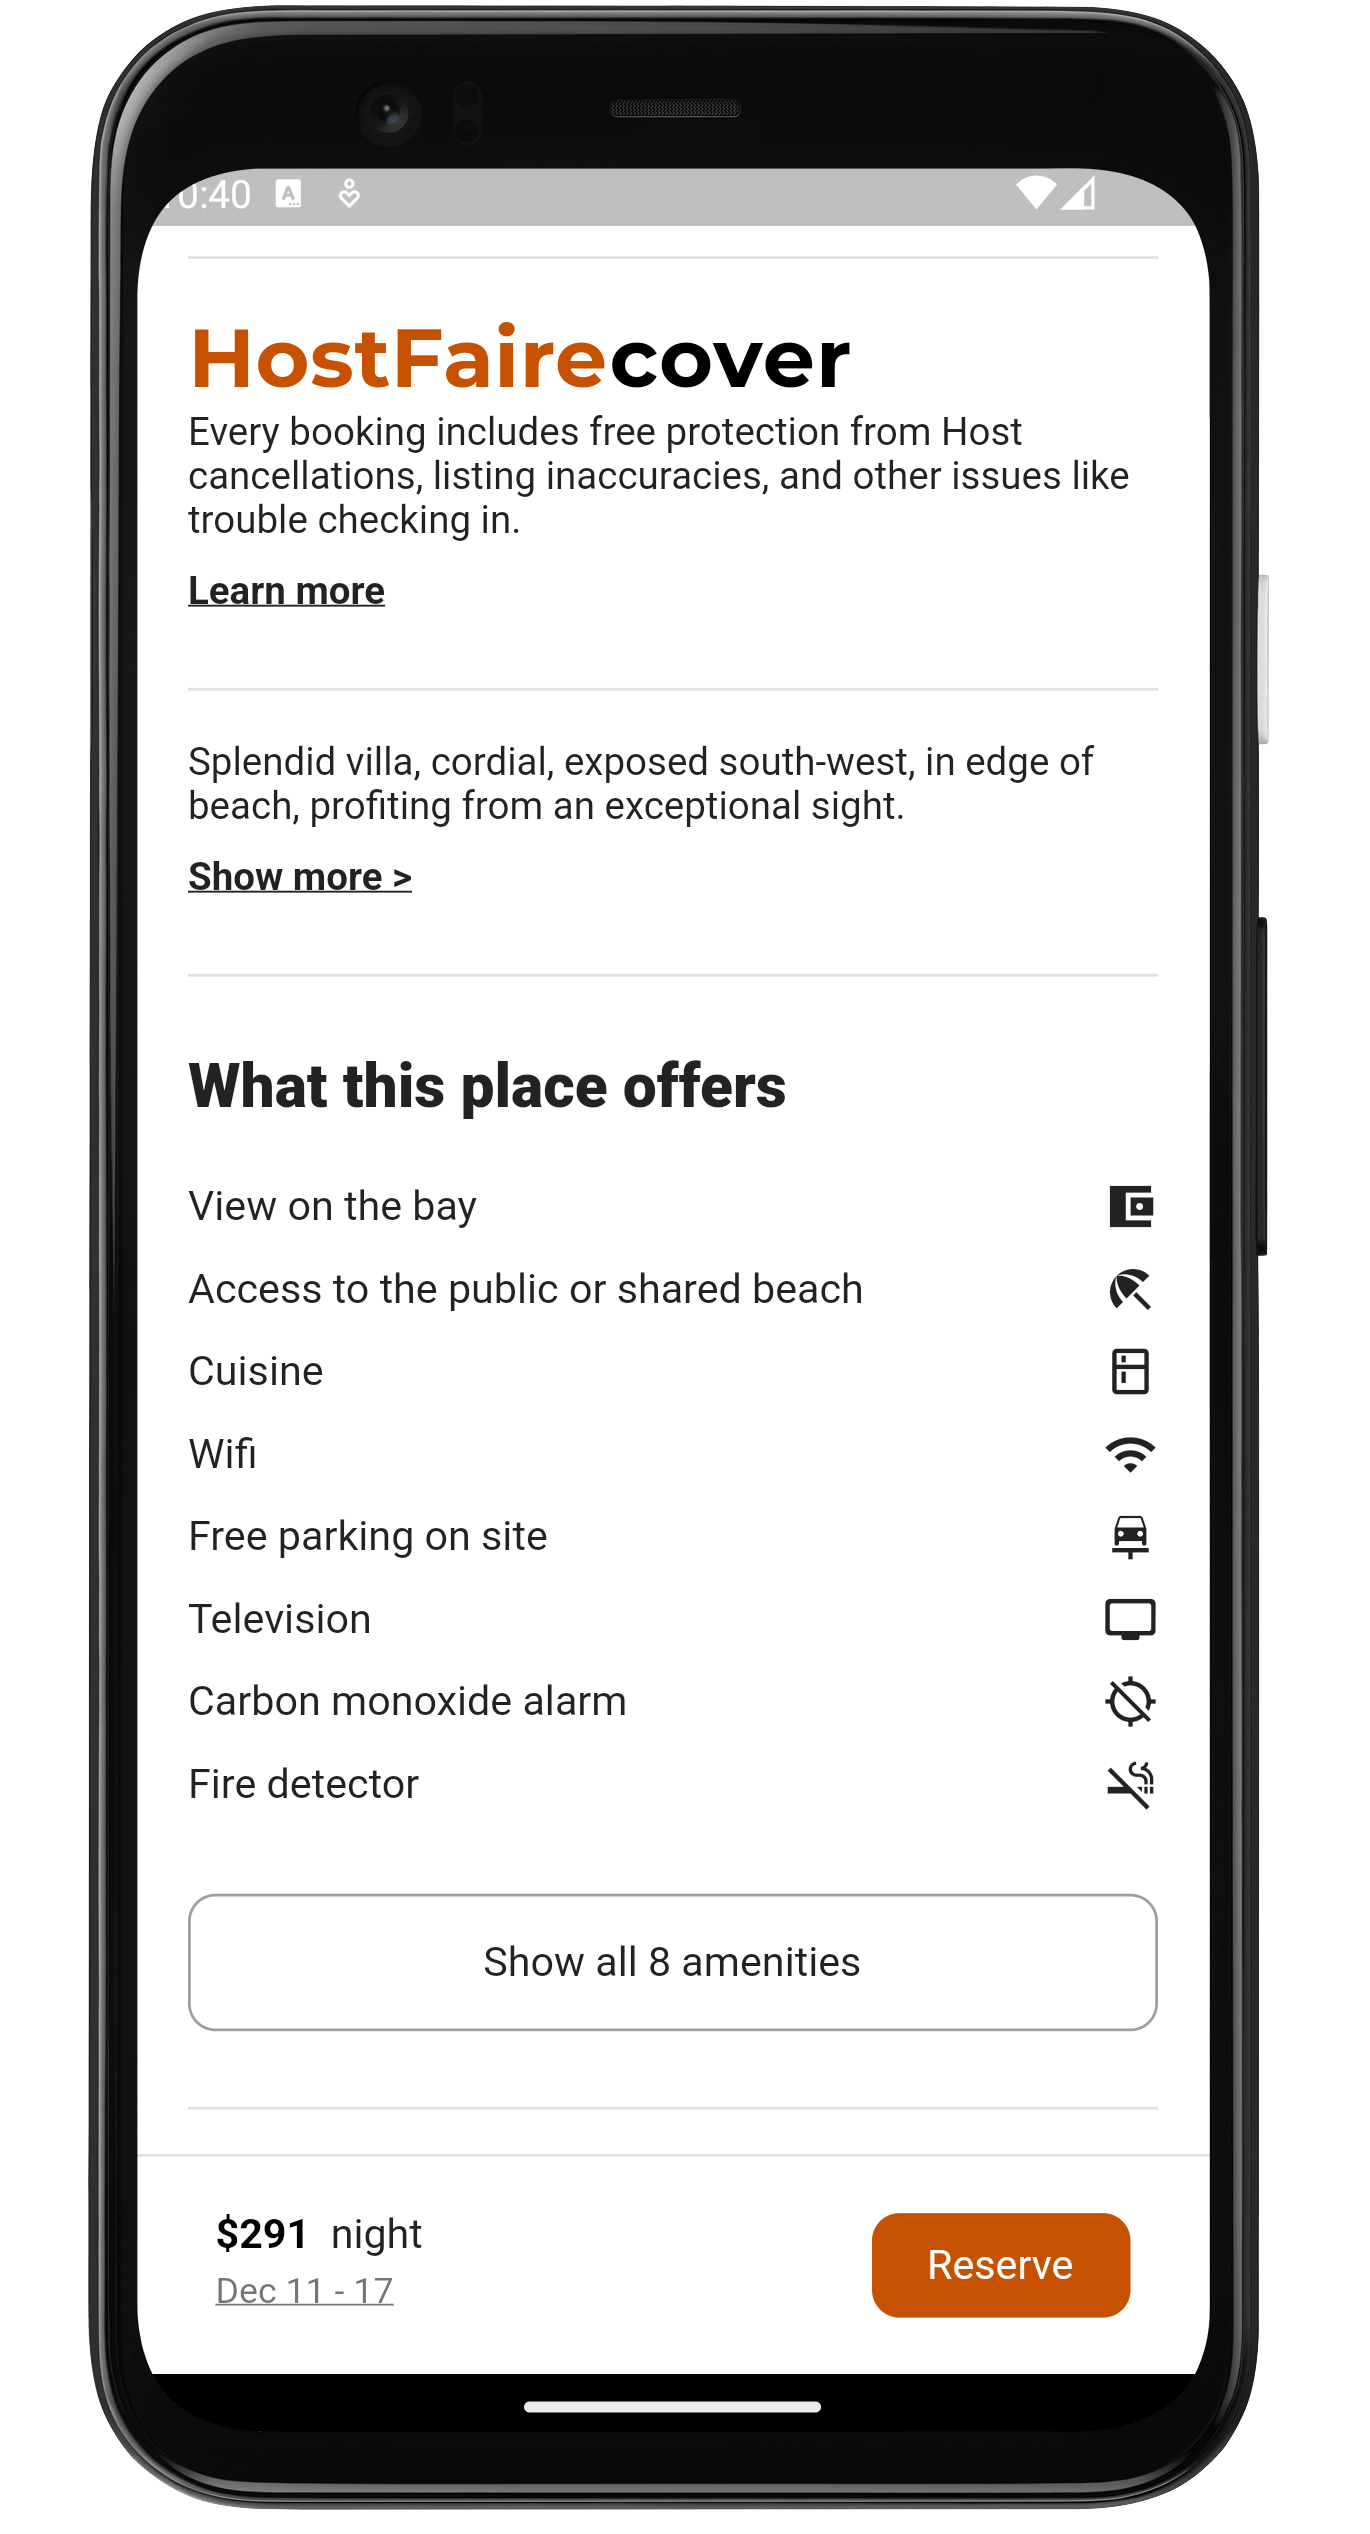 0:40
HostFairecover
Every booking includes free protection from Host
cancellations, listing inaccuracies, and other issues like
trouble checking in.
Learn more
Splendid villa, cordial, exposed south-west, in edge of
beach, profiting from an exceptional sight.
Show more >
What this place offers
View on the bay
Access to the public or shared beach
Cuisine
Wifi
Free parking on site
Television
Carbon monoxide alarm
Fire detector
Show all 8 amenities
$291 night
Dec 11 - 17
Reserve